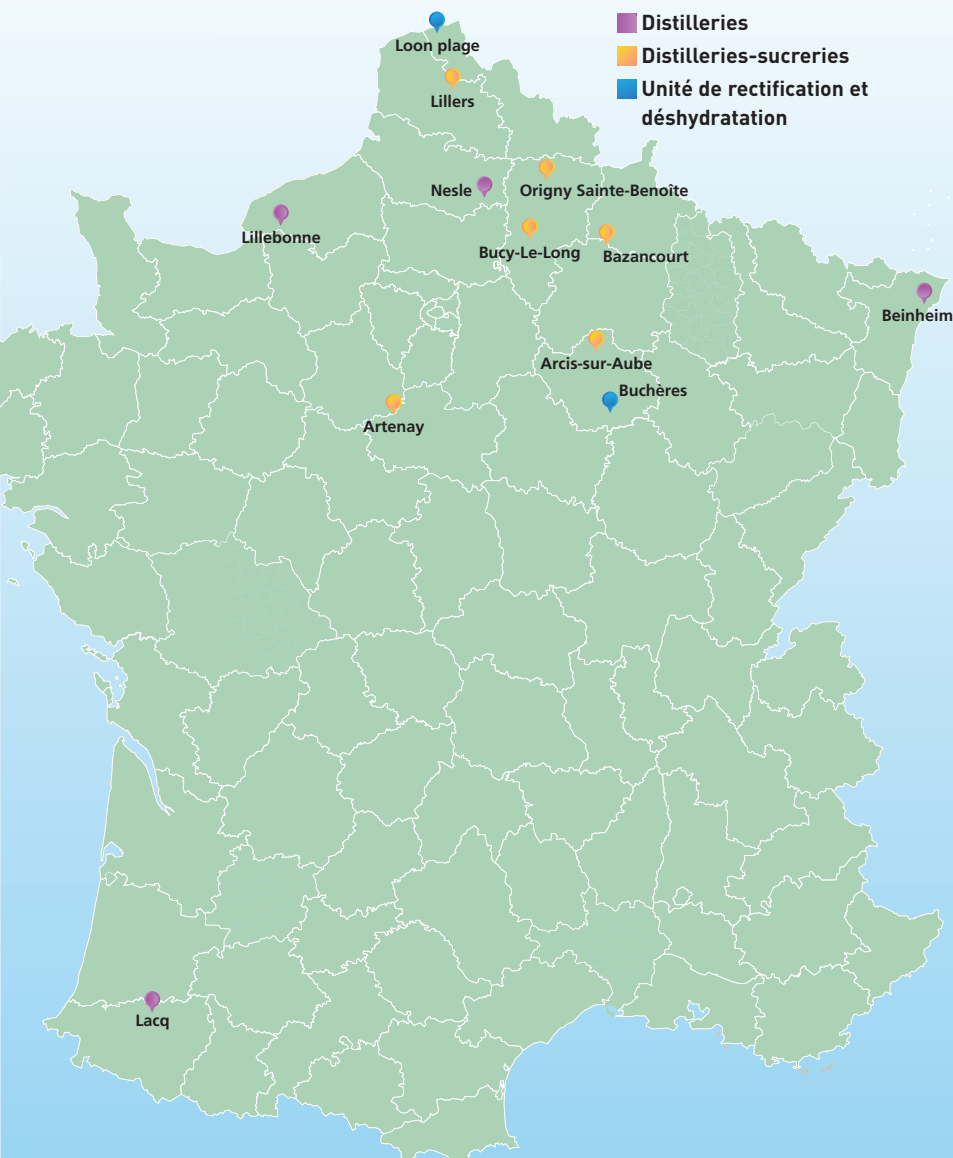 Distilleries
Distilleries-sucreries
Unité de rectification et
déshydratation
Loon plage
Lillers
Nesle
Origny Sainte-Benoîte
Lillebonne
Bucy-Le-Long
Bazancourt
Beinheim
Arcis-sur-Aube
Buchères
Artenay
Lacq